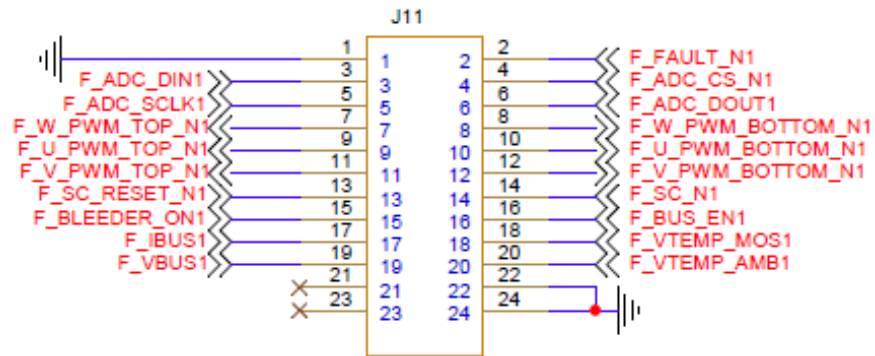 J11
1 1 2 2 F_FAULT_N1
F_ADC_DIN1 3 3 4 4 F_ADC_CS_N1
F_ADC_SCLK1 5 5 6 6 F_ADC_DOUT1
F_W_PWM_TOP_N1 7 7 8 8 F_W_PWM_BOTTOM_N1
F_U_PWM_TOP_N1 9 9 10 10 F_U_PWM_BOTTOM_N1
F_V_PWM_TOP_N1 11 11 12 12 F_V_PWM_BOTTOM_N1
F_SC_RESET_N1 13 13 14 14 F_SC_N1
F_BLEEDER_ON1 15 15 16 16 F_BUS_EN1
F_IBUS1 17 17 18 18 F_VTEMP_MOS1
F_VBUS1 19 19 20 20 F_VTEMP_AMB1
21 21 22 22
23 23 24 24